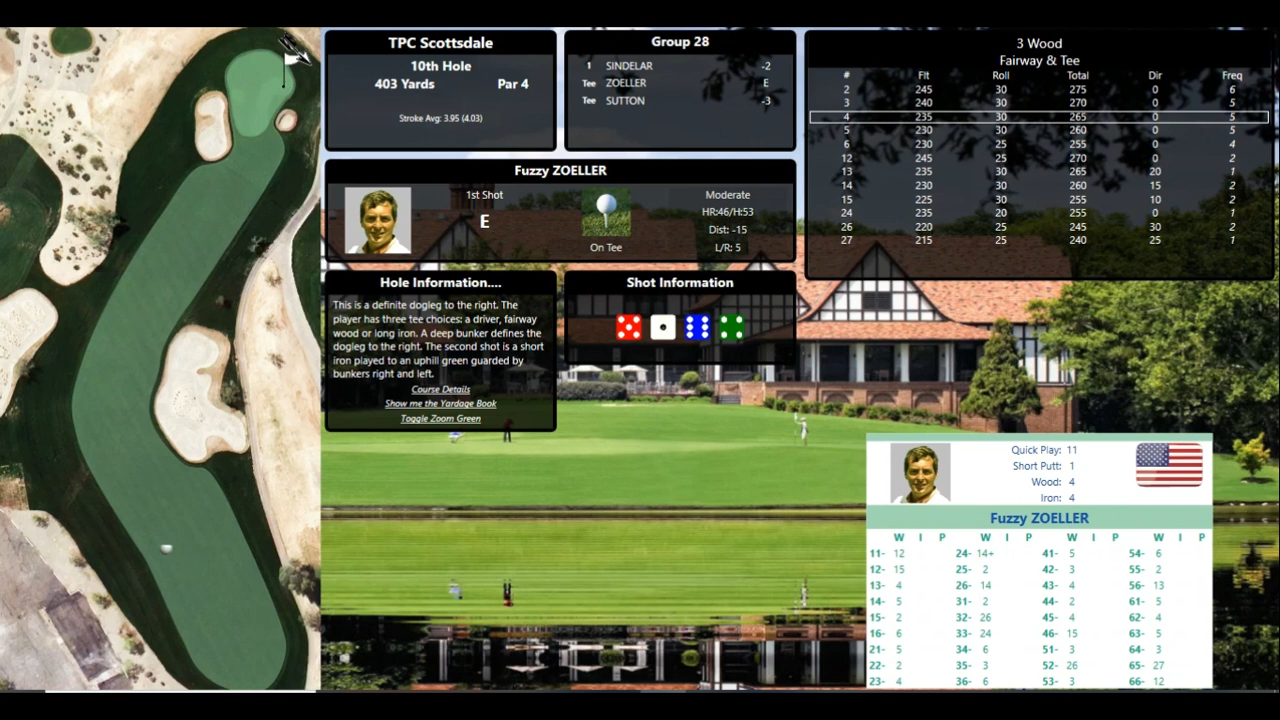 TPC Scottsdale
10th Hole
403 Yards Par 4
Stroke Avg: 3.95 (4.03)
Group 28
1 SINDELAR -2
Tee ZOELLER E
Tee SUTTON -3
3 Wood
Fairway & Tee
# Flt Roll Total Dir Freq
2 245 30 275 0 6
3 240 30 270 0 5
4 235 30 265 0 5
5 230 30 260 0 5
6 230 25 255 0 4
12 245 25 270 0 2
13 235 30 265 20 1
14 230 30 260 15 2
15 225 30 255 10 2
24 235 20 255 0 1
26 220 25 245 30 2
27 215 25 240 25 1
Fuzzy ZOELLER
1st Shot
E
On Tee
Moderate
HR:46/H:53
Dist: -15
L/R: 5
Hole Information....
This is a definite dogleg to the right. The
player has three tee choices: a driver, fairway
wood or long iron. A deep bunker defines the
dogleg to the right. The second shot is a short
iron played to an uphill green guarded by
bunkers right and left.
Course Details
Show me the Yardage Book
Toggle Zoom Green
Shot Information
Quick Play: 11
Short Putt: 1
Wood: 4
Iron: 4
Fuzzy ZOELLER
W I P W I P W I P W I P
11- 12 24- 14+ 41- 5 54- 6
12- 15 25- 2 42- 3 55- 2
13- 4 26- 14 43- 4 56- 13
14- 5 31- 2 44- 2 61- 5
15- 2 32- 26 45- 4 62- 4
16- 6 33- 24 46- 15 63- 5
21- 5 34- 6 51- 3 64- 3
22- 2 35- 3 52- 26 65- 27
23- 4 36- 6 53- 3 66- 12